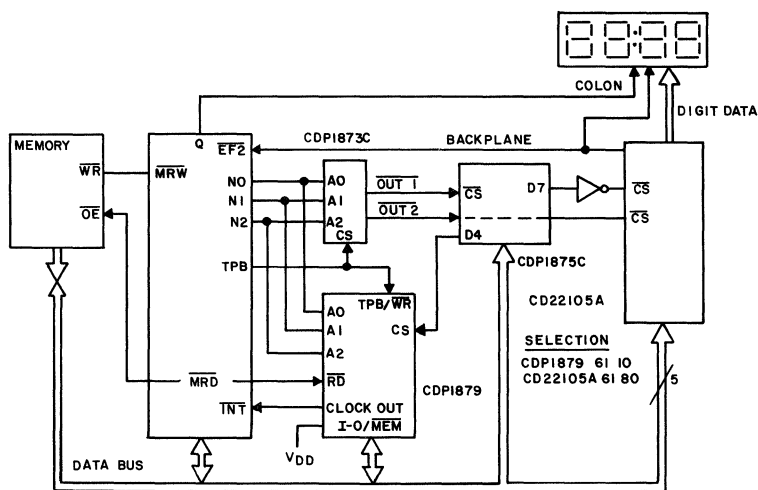 COLON
DIGIT DATA
MEMORY
Q
CDP1873C
BACKPLANE
EF2
WR
MRW
N0
A0
OUT 1
CS
D7
CS
OE
N1
A1
N2
A2
OUT 2
CS
CS
D4
TPB
CDP1875C
TPB/WR
CD22105A
A0
A1
CS
A2
SELECTION
CDP1879 61 10
CD22105A 61 80
5
MRD
RD
CDP1879
INT
CLOCK OUT
I-O/MEM
VDD
DATA BUS